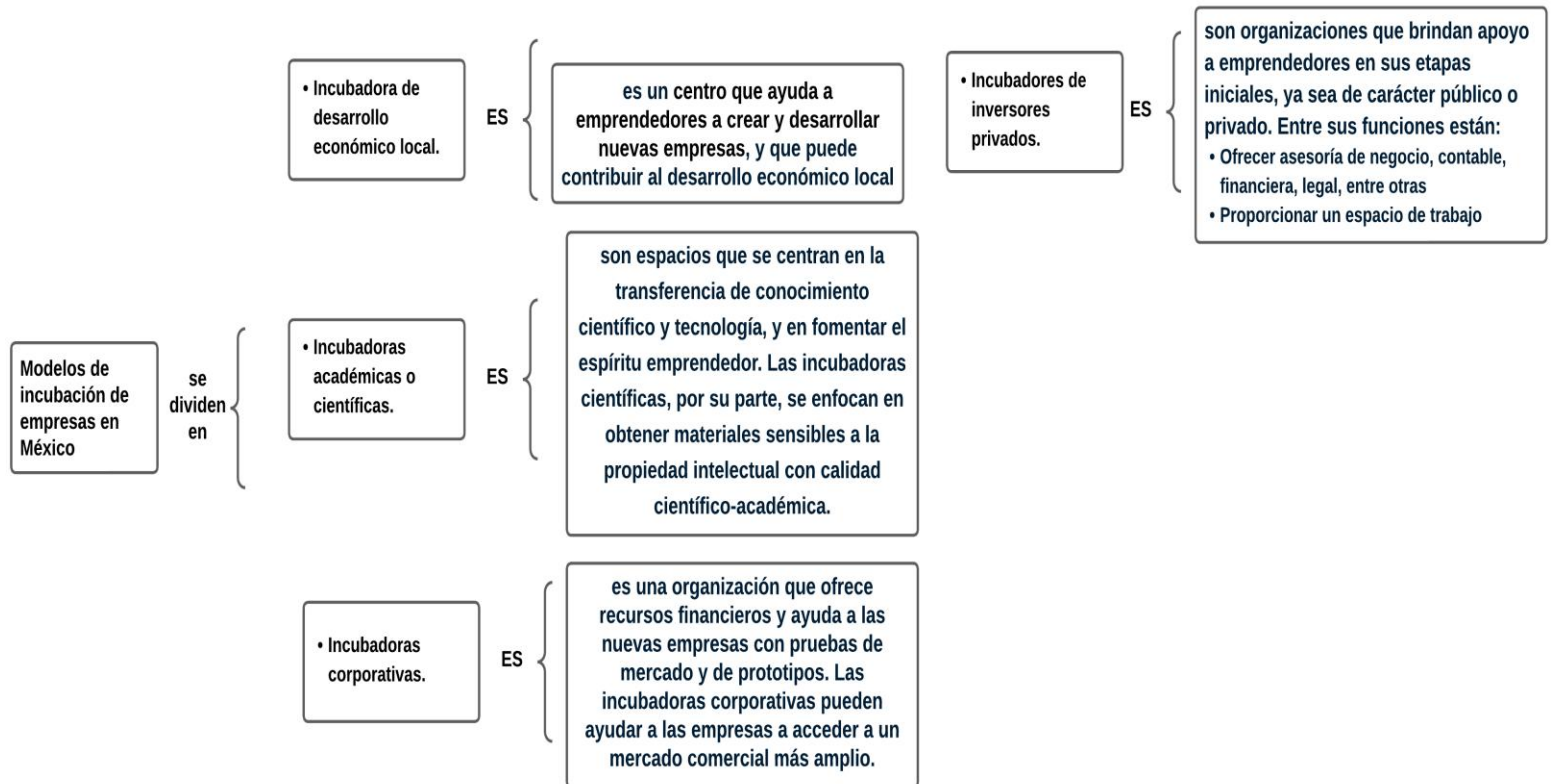 Modelos de
incubación de
empresas en
México
se
dividen
en
• Incubadora de
desarrollo
económico local.
ES
es un centro que ayuda a
emprendedores a crear y desarrollar
nuevas empresas, y que puede
contribuir al desarrollo económico local
• Incubadoras
académicas o
científicas.
ES
son espacios que se centran en la
transferencia de conocimiento
científico y tecnología, y en fomentar el
espíritu emprendedor. Las incubadoras
científicas, por su parte, se enfocan en
obtener materiales sensibles a la
propiedad intelectual con calidad
científico-académica.
• Incubadoras
corporativas.
ES
es una organización que ofrece
recursos financieros y ayuda a las
nuevas empresas con pruebas de
mercado y de prototipos. Las
incubadoras corporativas pueden
ayudar a las empresas a acceder a un
mercado comercial más amplio.
• Incubadores de
inversores
privados.
ES
son organizaciones que brindan apoyo
a emprendedores en sus etapas
iniciales, ya sea de carácter público o
privado. Entre sus funciones están:
• Ofrecer asesoría de negocio, contable,
financiera, legal, entre otras
• Proporcionar un espacio de trabajo